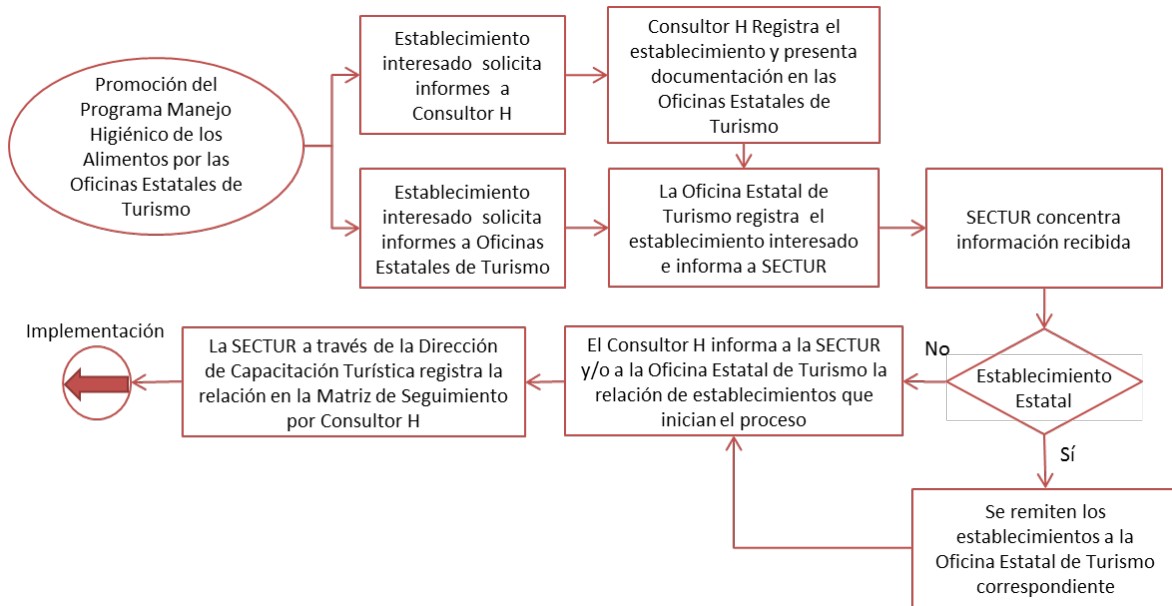 Promoción del
Programa Manejo
Higiénico de los
Alimentos por las
Oficinas Estatales de
Turismo
Establecimiento
interesado solicita
informes a
Consultor H
Consultor H Registra el
establecimiento y presenta
documentación en las
Oficinas Estatales de
Turismo
Establecimiento
interesado solicita
informes a Oficinas
Estatales de Turismo
La Oficina Estatal de
Turismo registra el
establecimiento interesado
e informa a SECTUR
SECTUR concentra
información recibida
Establecimiento
Estatal
No
Sí
El Consultor H informa a la SECTUR
y/o a la Oficina Estatal de Turismo la
relación de establecimientos que
inician el proceso
Se remiten los
establecimientos a la
Oficina Estatal de Turismo
correspondiente
La SECTUR a través de la Dirección
de Capacitación Turística registra la
relación en la Matriz de Seguimiento
por Consultor H
Implementación